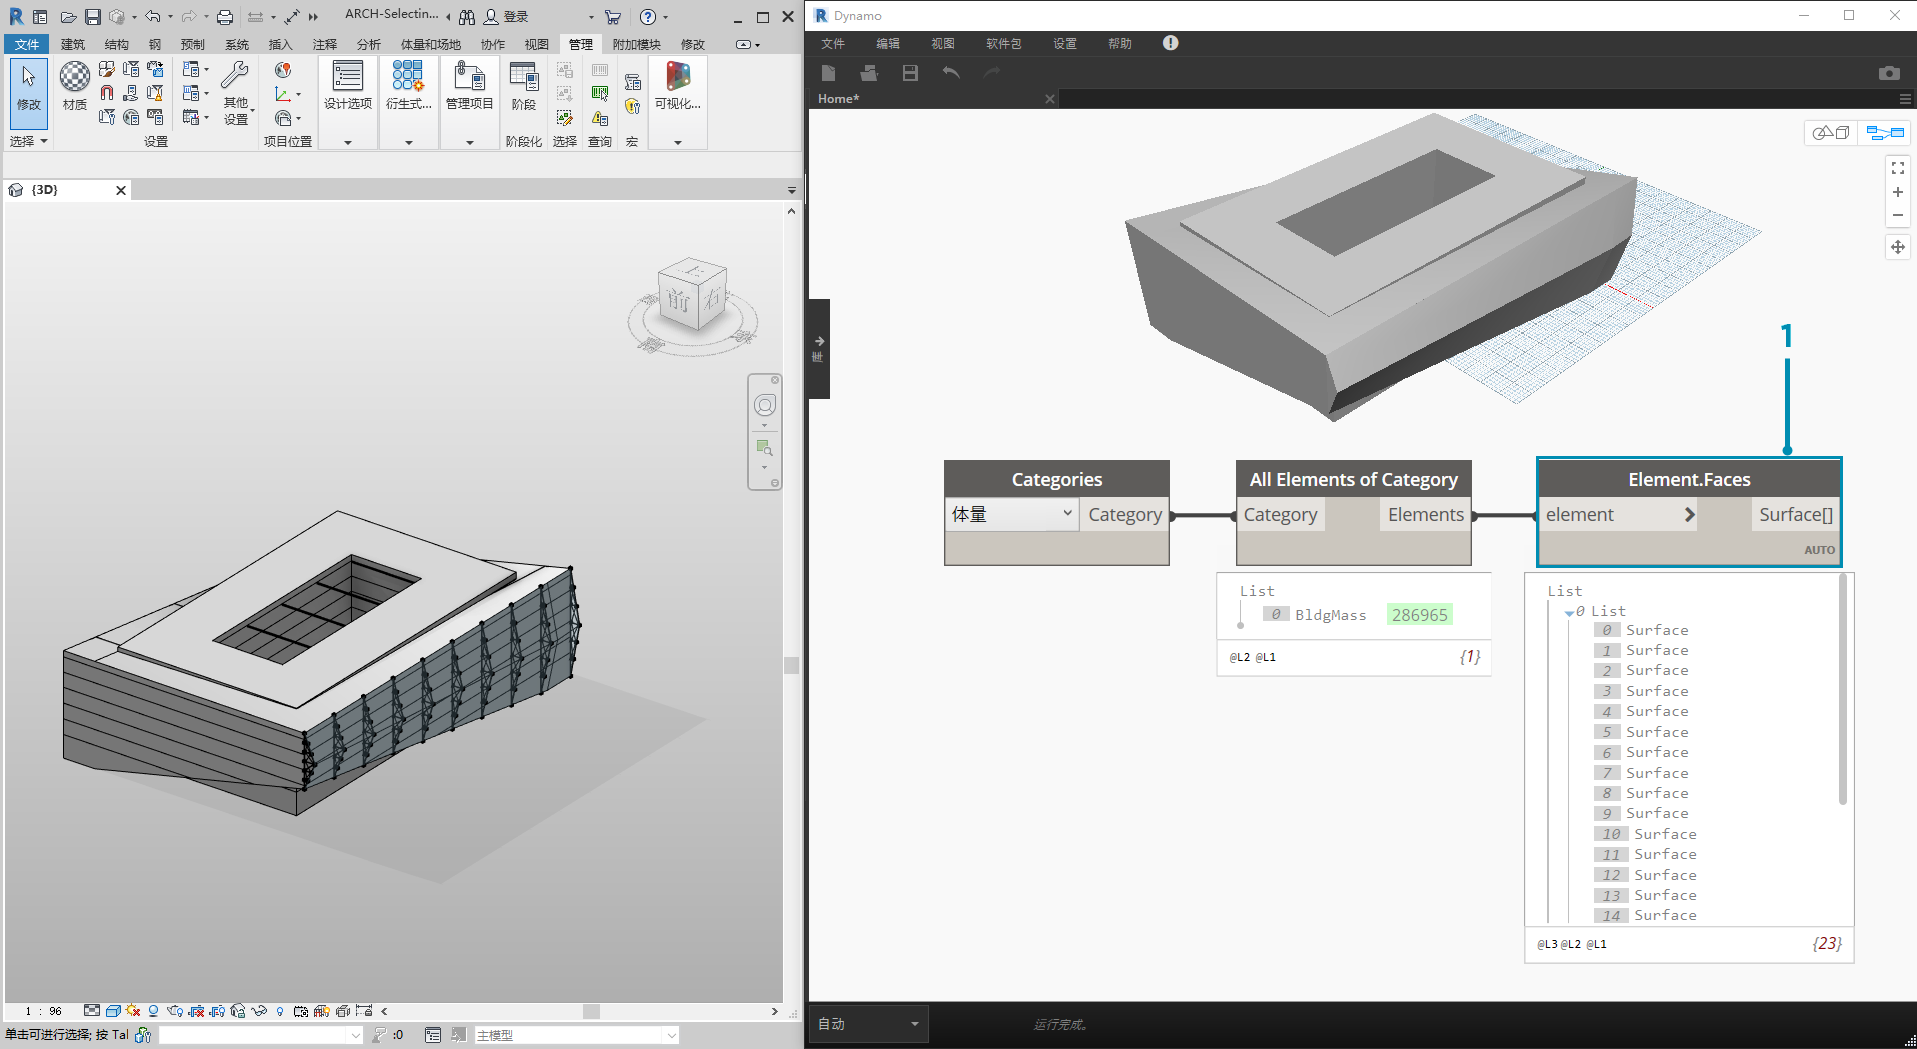 ARCH-Selectin...
登录
文件
建筑
结构
钢
预制
系统
插入
注释
分析
体量和场地
协作
视图
管理
附加模块
修改
修改
材质
其他
设置
设计选项
衍生式...
管理项目
阶段
可视化...
选择
设置
项目位置
阶段化
选择
查询
宏
{3D}
上
前
右
1 : 96
单击可进行选择; 按 Tal
:0
主模型
Dynamo
文件
编辑
视图
软件包
设置
帮助
Home*
库
1
Categories
体量
Category
All Elements of Category
Category
Elements
Element.Faces
element
Surface[]
AUTO
List
0 BldgMass 286965
@L2 @L1
{1}
List
0 List
0 Surface
1 Surface
2 Surface
3 Surface
4 Surface
5 Surface
6 Surface
7 Surface
8 Surface
9 Surface
10 Surface
11 Surface
12 Surface
13 Surface
14 Surface
@L3 @L2 @L1
{23}
自动
运行完成。